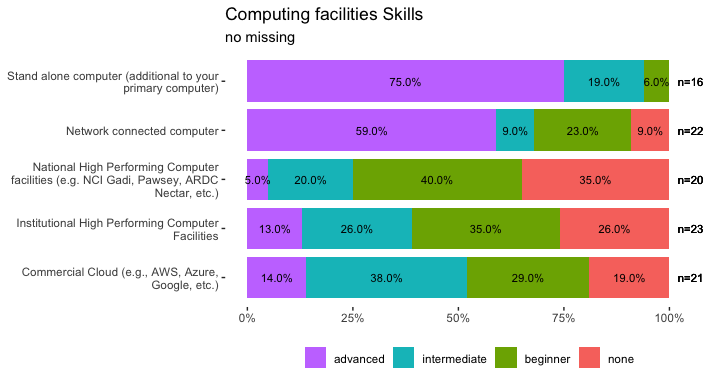 Computing facilities Skills
no missing
Stand alone computer (additional to your
primary computer)
75.0% 19.0% 6.0% n=16
Network connected computer
59.0% 9.0% 23.0% 9.0% n=22
National High Performing Computer
facilities (e.g. NCI Gadi, Pawsey, ARDC
Nectar, etc.)
5.0% 20.0% 40.0% 35.0% n=20
Institutional High Performing Computer
Facilities
13.0% 26.0% 35.0% 26.0% n=23
Commercial Cloud (e.g., AWS, Azure,
Google, etc.)
14.0% 38.0% 29.0% 19.0% n=21
0% 25% 50% 75% 100%
advanced intermediate beginner none